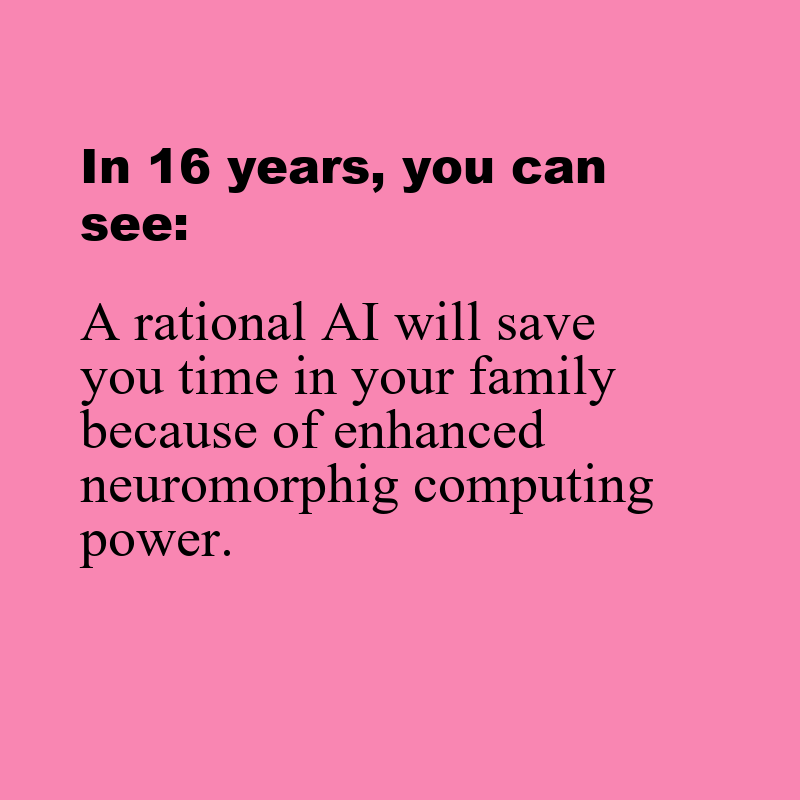 In 16 years, you can
see:
A rational AI will save
you time in your family
because of enhanced
neuromorphig computing
power.